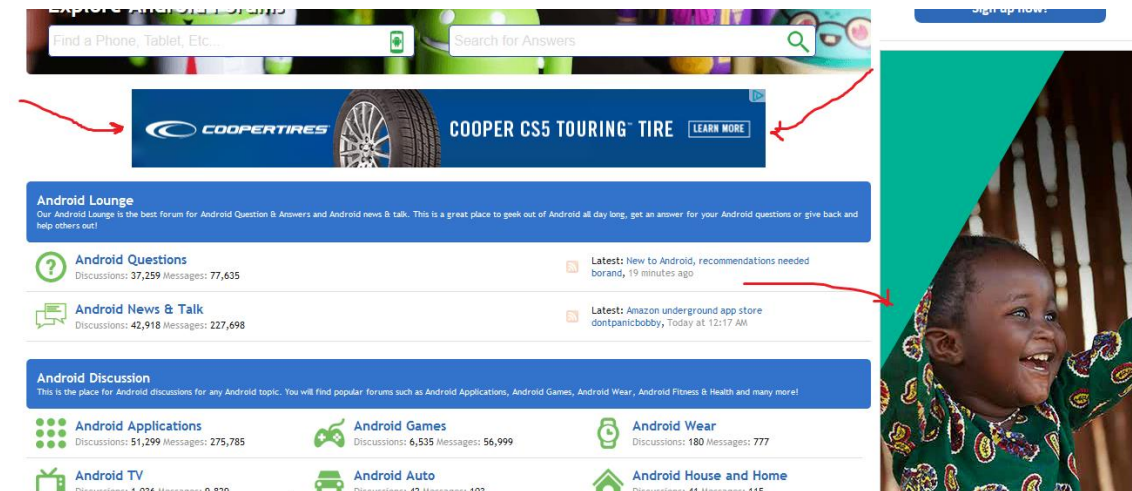 Explore Android Forums
Sign up now!
Find a Phone, Tablet, Etc...
Search for Answers
COOPERTIRES
COOPER CS5 TOURING™ TIRE
LEARN MORE
Android Lounge
Our Android Lounge is the best forum for Android Question & Answers and Android news & talk. This is a great place to geek out of Android all day long, get an answer for your Android questions or give back and
help others out!
Android Questions
Discussions: 37,259 Messages: 77,635
Latest: New to Android, recommendations needed
borand, 19 minutes ago
Android News & Talk
Discussions: 42,918 Messages: 227,698
Latest: Amazon underground app store
dontpanicbobby, Today at 12:17 AM
Android Discussion
This is the place for Android discussions for any Android topic. You will find popular forums such as Android Applications, Android Games, Android Wear, Android Fitness & Health and many more!
Android Applications
Discussions: 51,299 Messages: 275,785
Android Games
Discussions: 6,535 Messages: 56,999
Android Wear
Discussions: 180 Messages: 777
Android TV
Android Auto
Android House and Home